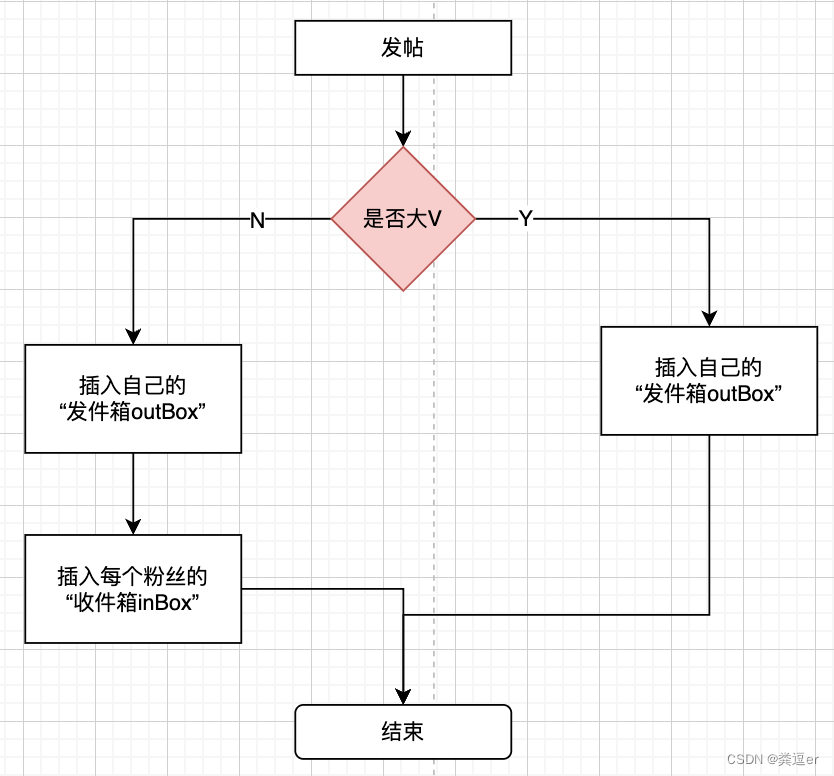 发帖
是否大V
N
Y
插入自己的
“发件箱outBox”
插入自己的
“发件箱outBox”
插入每个粉丝的
“收件箱inBox”
结束
CSDN @粪逗er